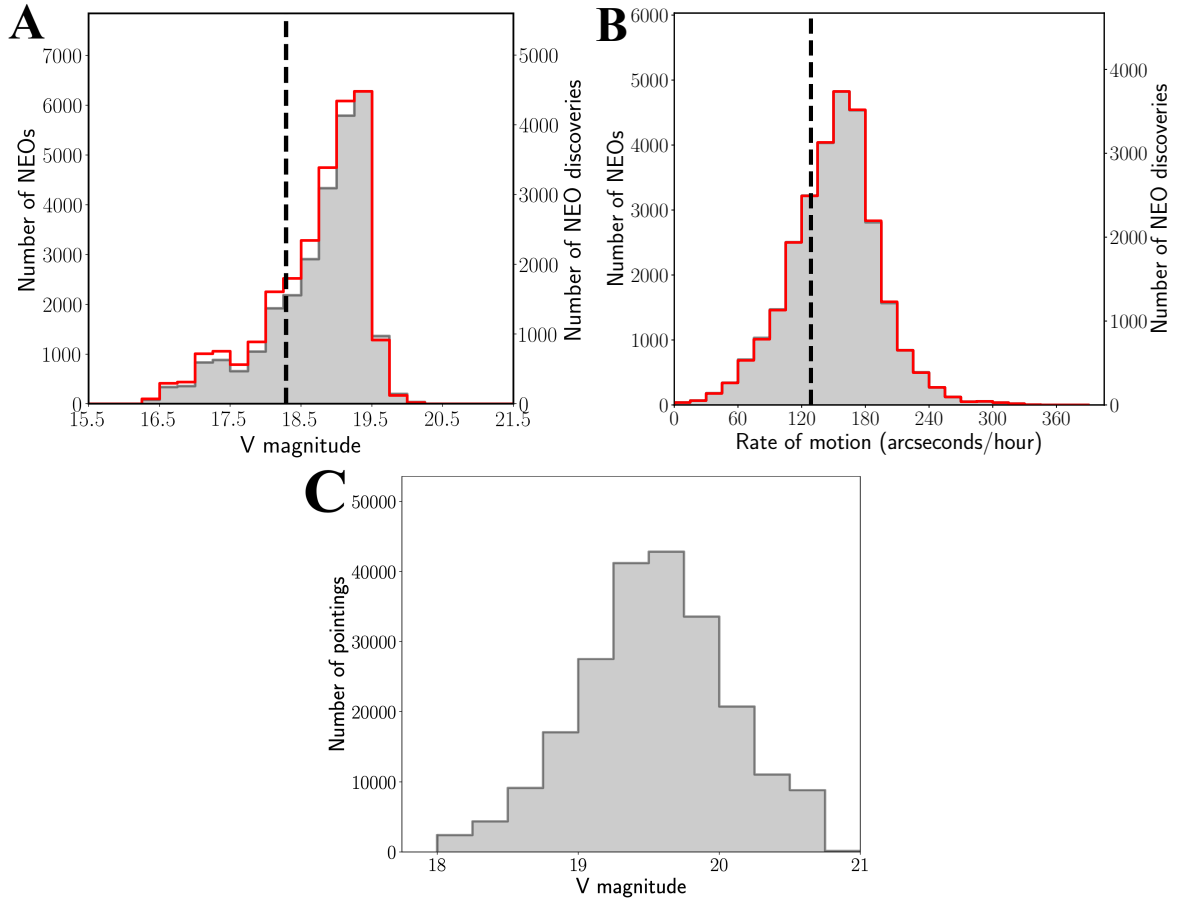 A
Number of NEOs
7000
6000
5000
4000
3000
2000
1000
0
5000
4000
3000
2000
1000
0
Number of NEO discoveries
15.5 16.5 17.5 18.5 19.5 20.5 21.5
V magnitude
B
Number of NEOs
6000
5000
4000
3000
2000
1000
0
4000
3000
2000
1000
0
Number of NEO discoveries
0 60 120 180 240 300 360
Rate of motion (arcseconds/hour)
C
Number of pointings
50000
40000
30000
20000
10000
0
18 19 20 21
V magnitude